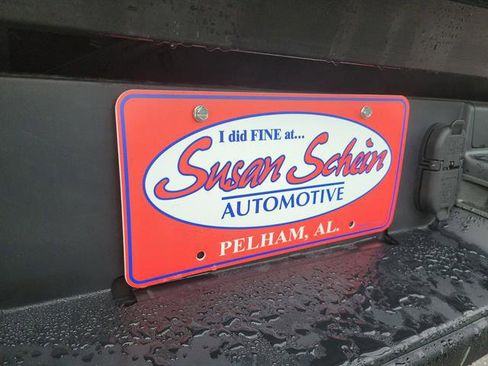 I did FINE at...
Susan Schein
AUTOMOTIVE
PELHAM, AL.